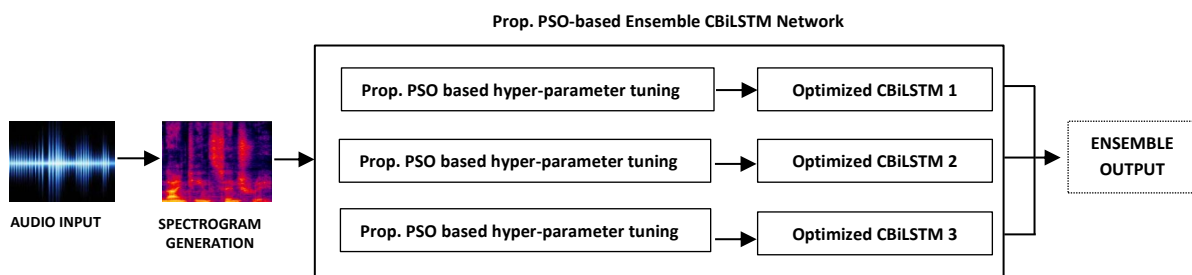 Prop. PSO-based Ensemble CBiLSTM Network
Prop. PSO based hyper-parameter tuning
Optimized CBiLSTM 1
Prop. PSO based hyper-parameter tuning
Optimized CBiLSTM 2
Prop. PSO based hyper-parameter tuning
Optimized CBiLSTM 3
AUDIO INPUT
SPECTROGRAM
GENERATION
ENSEMBLE
OUTPUT